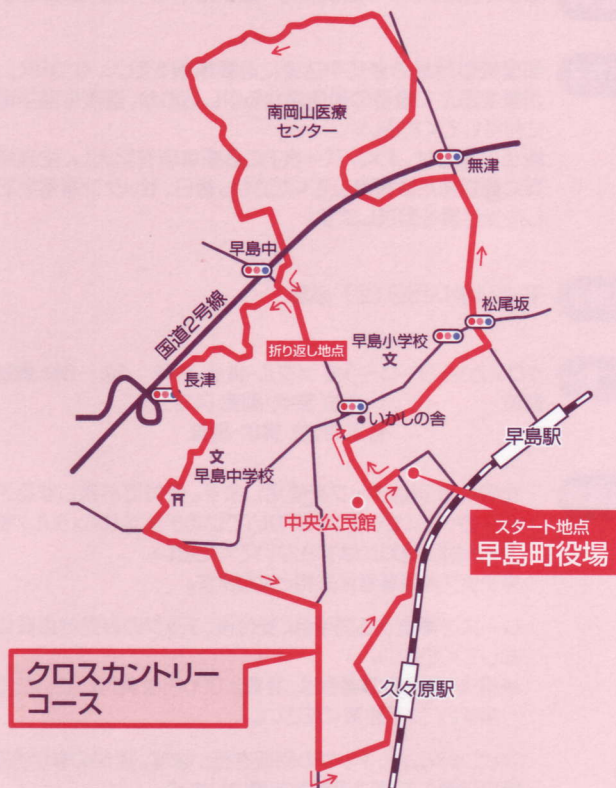 南岡山医療
センター
無津
早島中
国道2号線
松尾坂
折り返し地点
早島小学校
文
長津
いかしの舎
早島駅
文
早島中学校
中央公民館
スタート地点
早島町役場
クロスカントリー
コース
久々原駅